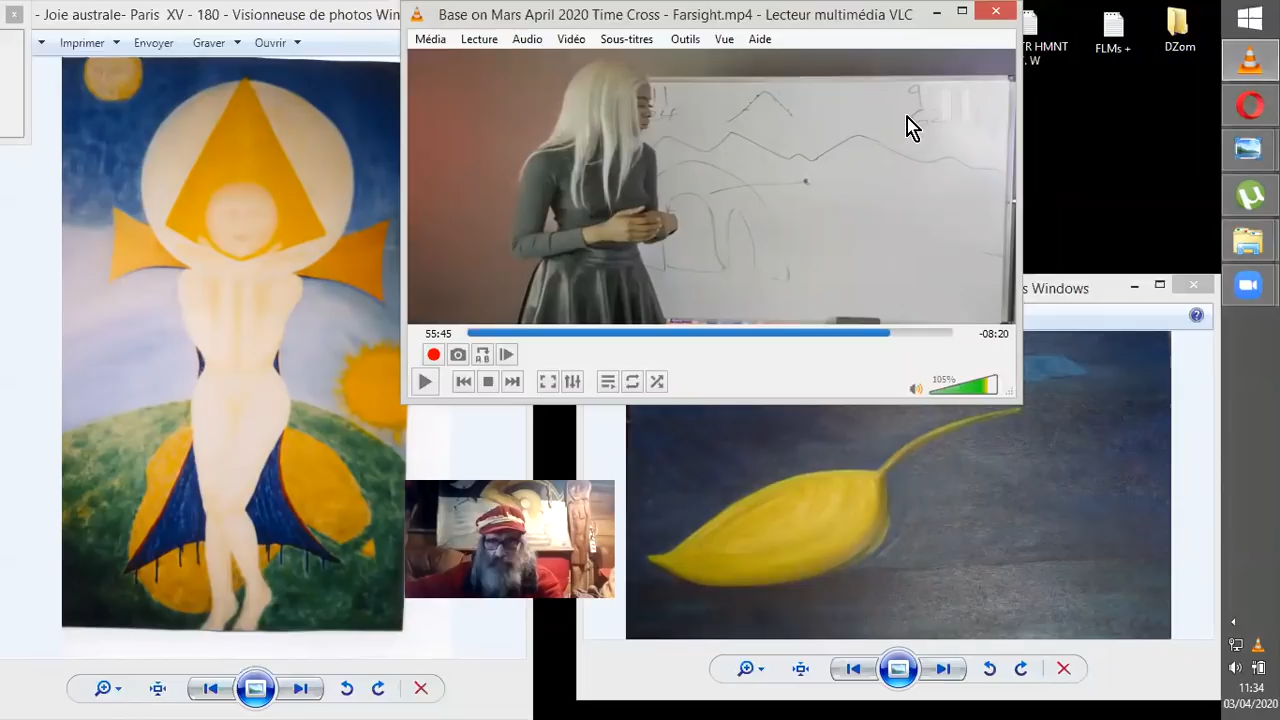 - Joie australe- Paris- XV - 180 - Visionneuse de photos Win
Imprimer Envoyer Graver Ouvrir
Mars April 2020 Time Cross - Farsight.mp4 - Lecteur multimédia VLC
Média Lecture Audio Vidéo Sous-titres Outils Vue Aide
55:45
-08:20
A B
105%
TR HMNT
. W
FLMs +
DZom
s Windows
11:34
03/04/2020